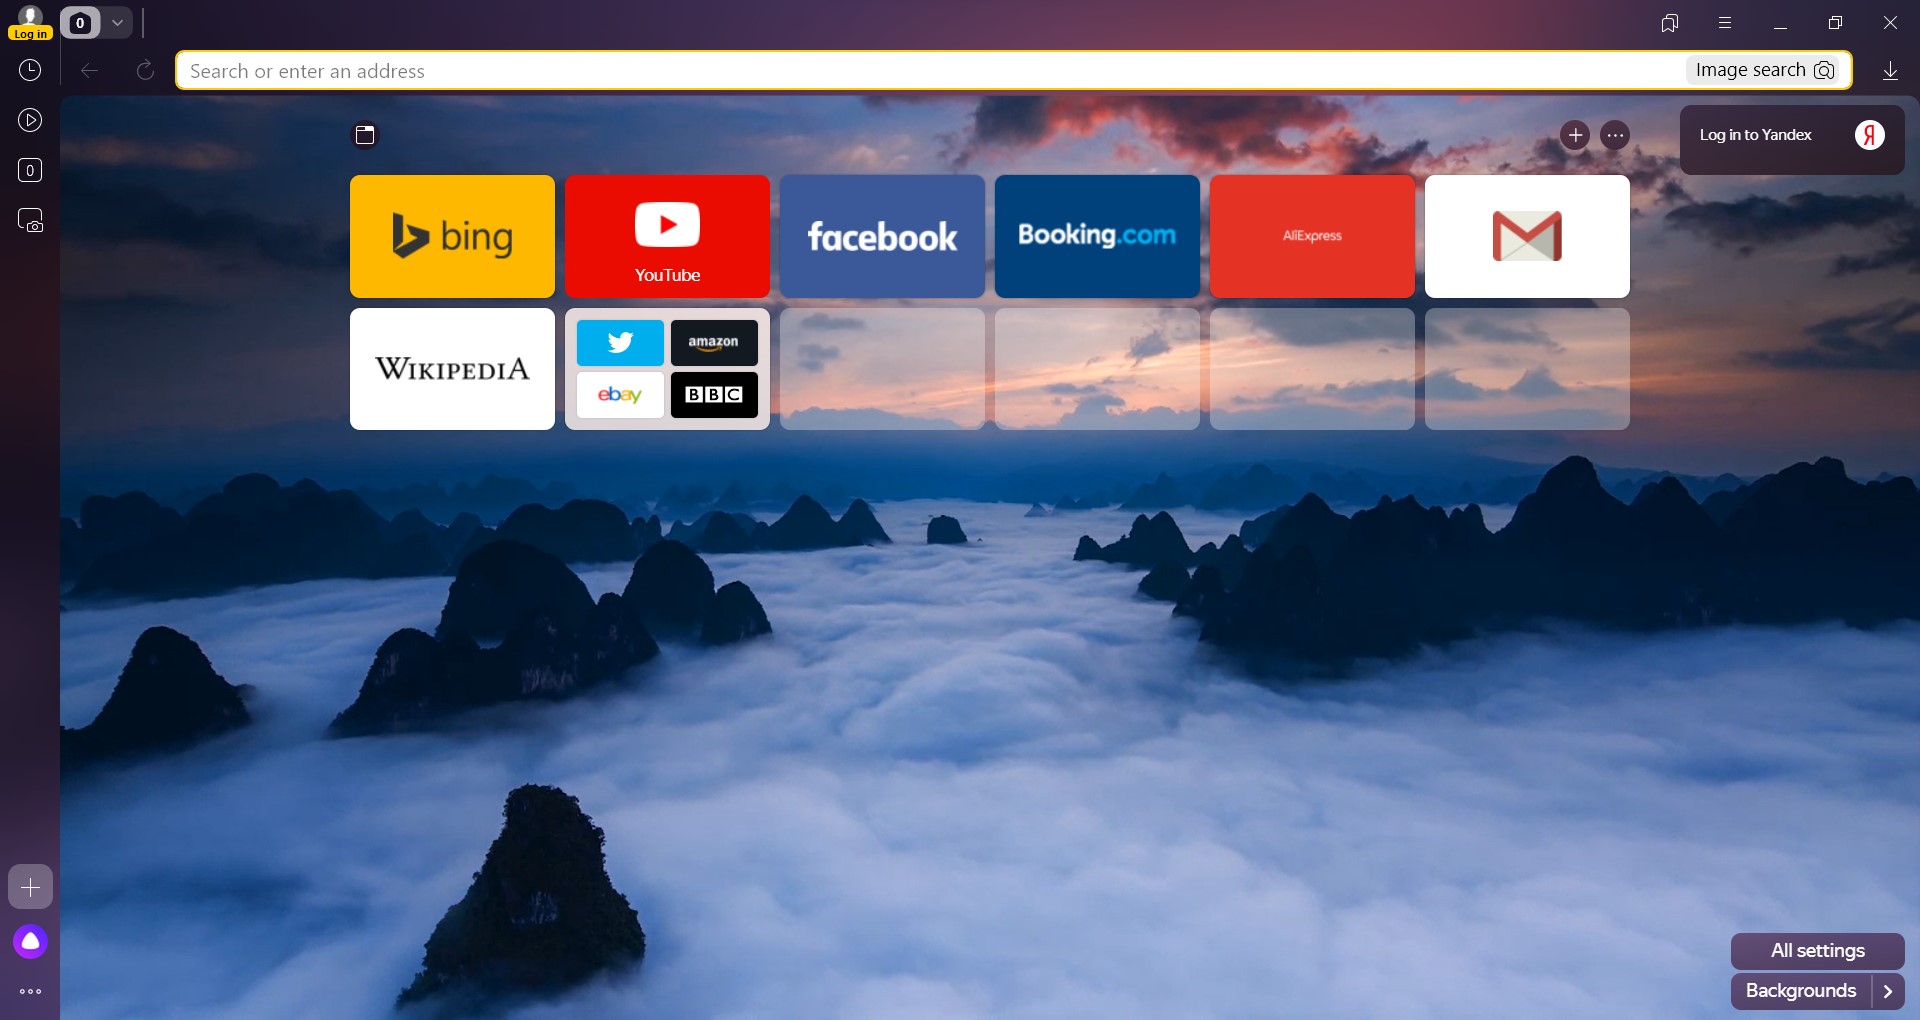 Log in
0
Search or enter an address
Image search
0
Log in to Yandex
Я
bing
YouTube
facebook
Booking.com
AliExpress
WIKIPEDIA
amazon
ebay
BBC
All settings
Backgrounds